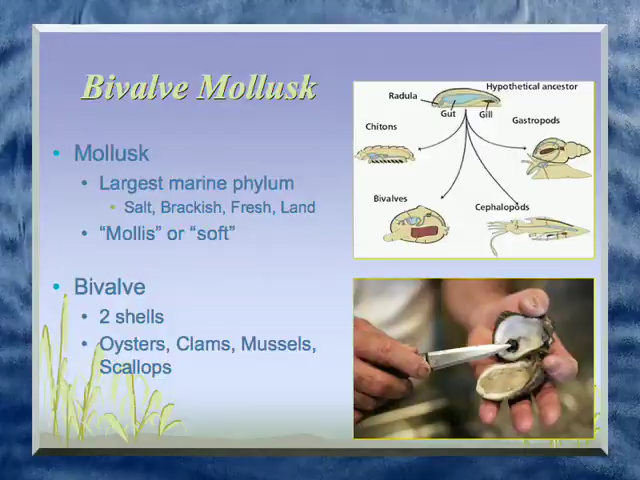 Bivalve Mollusk
• Mollusk
• Largest marine phylum
• Salt, Brackish, Fresh, Land
• “Mollis” or “soft”
• Bivalve
• 2 shells
• Oysters, Clams, Mussels,
Scallops
Hypothetical ancestor
Radula
Gut
Gill
Chitons
Gastropods
Bivalves
Cephalopods